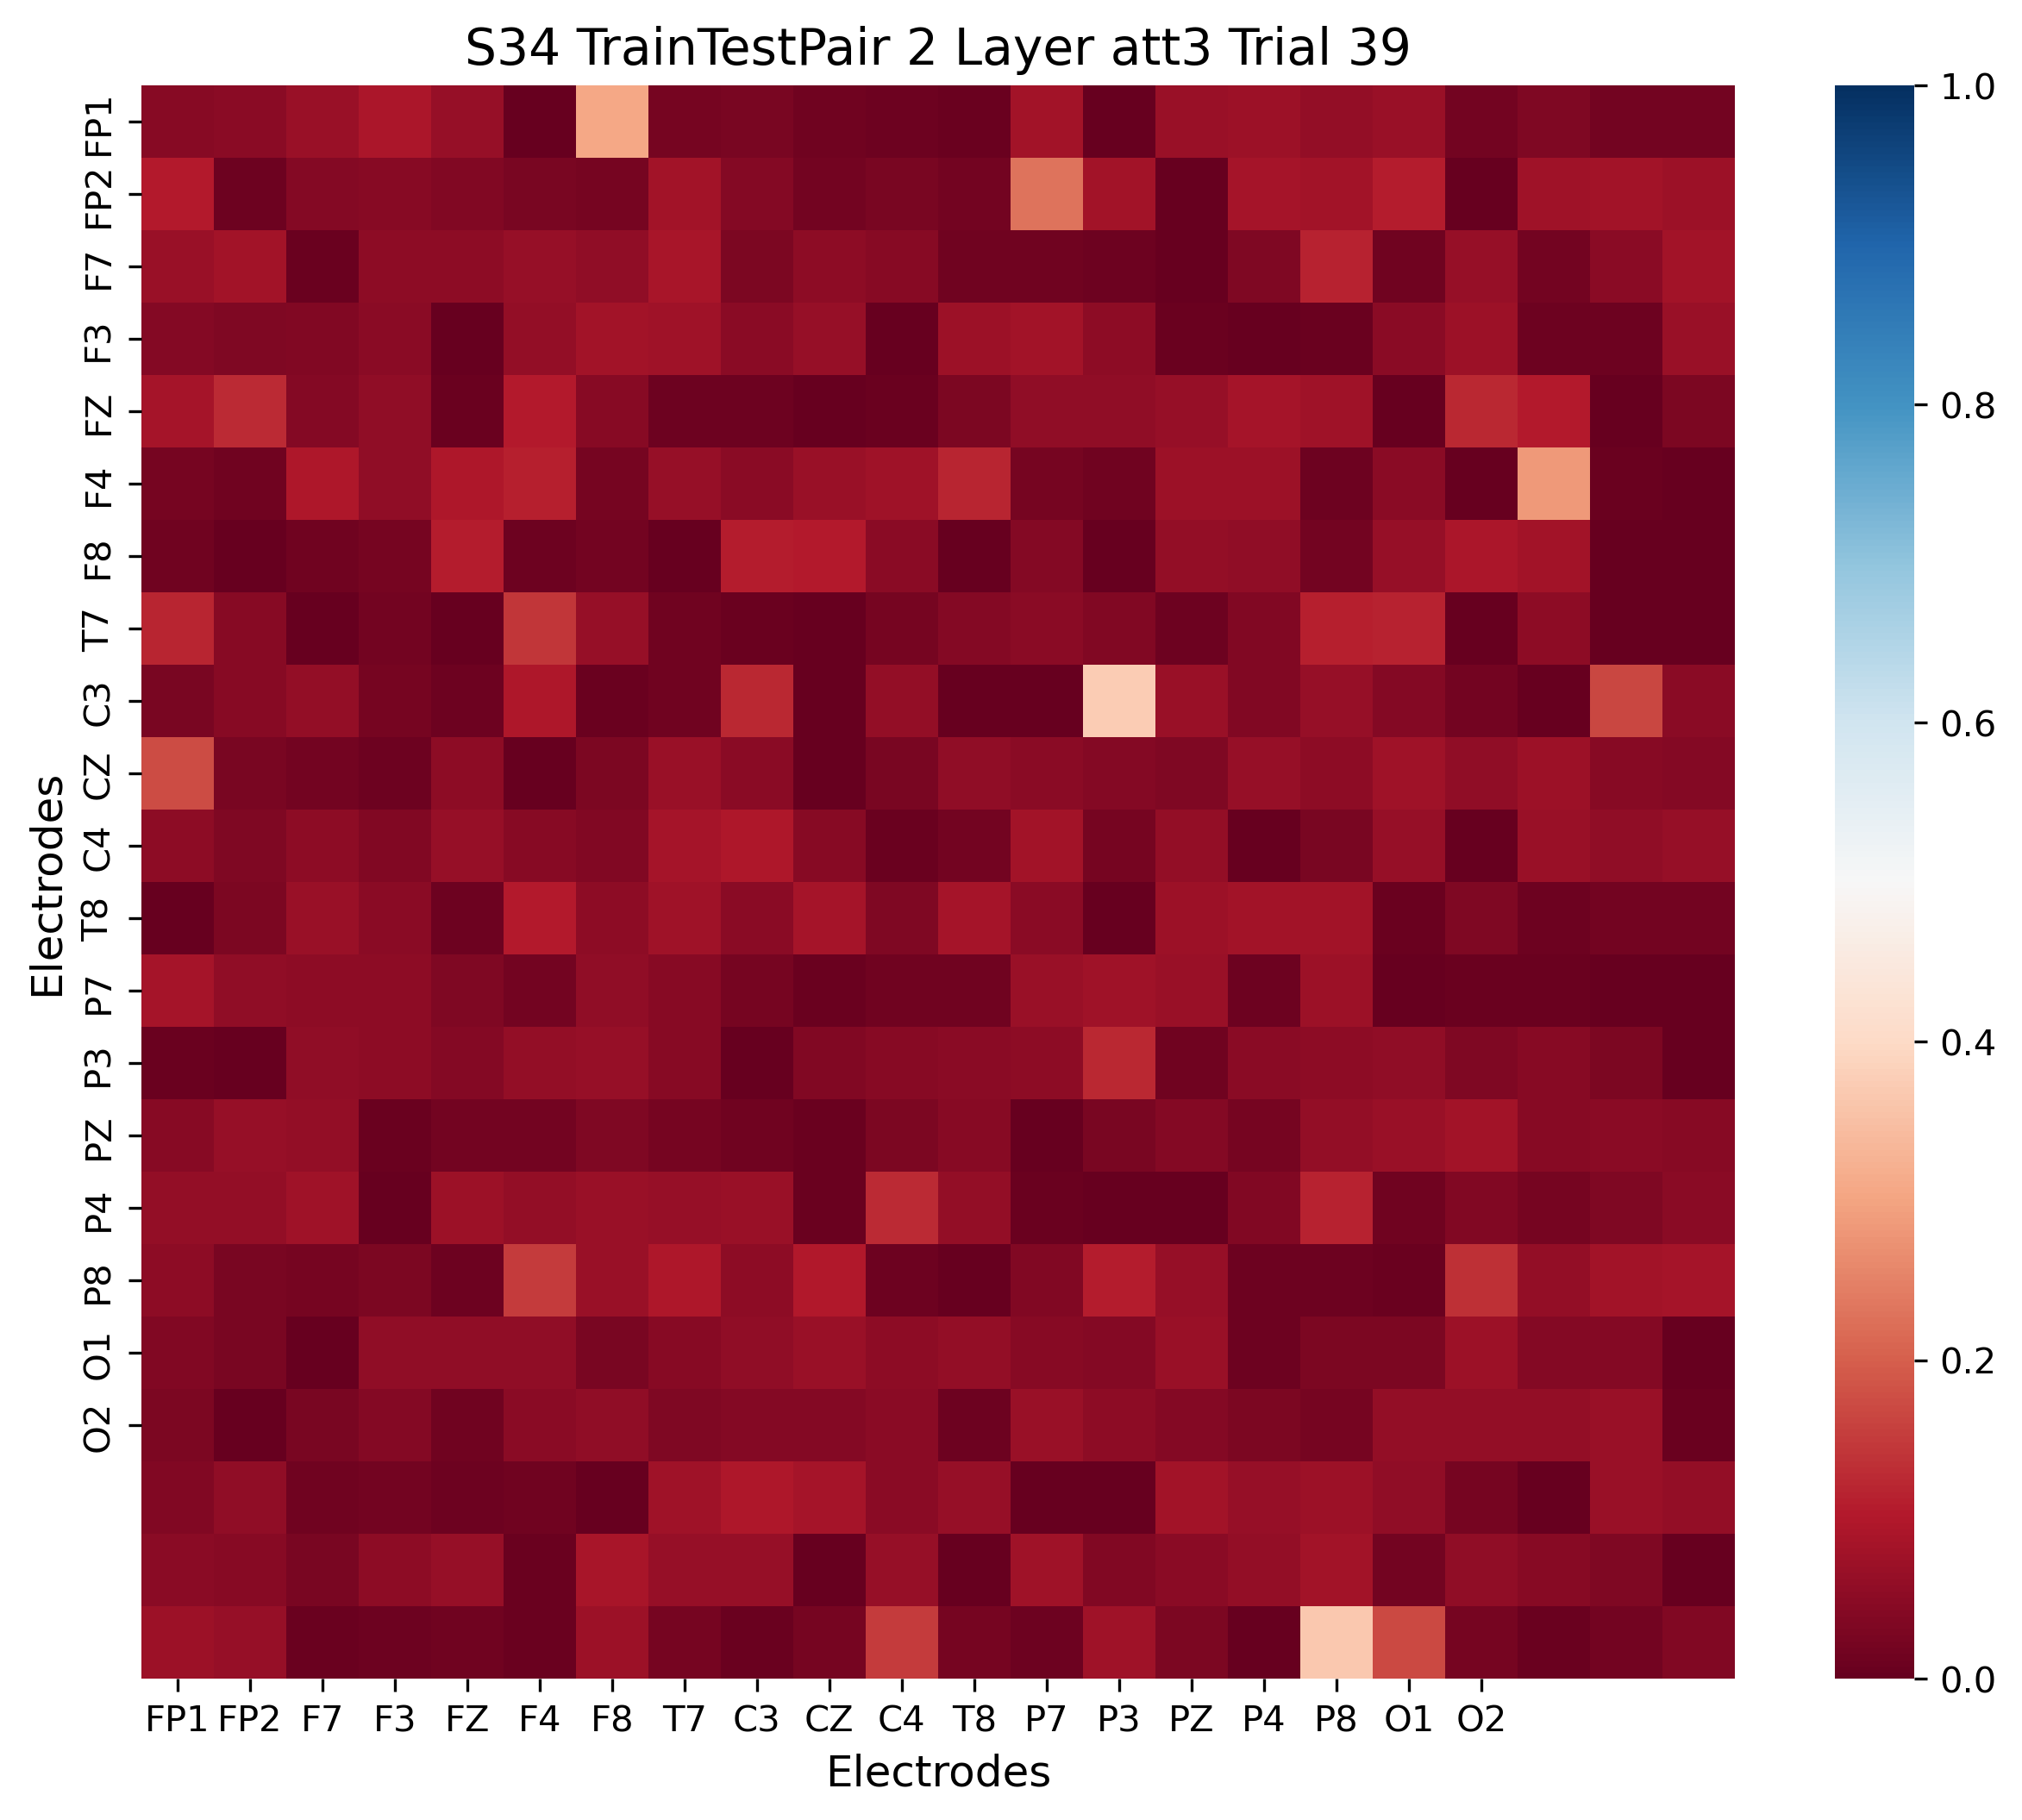 S34 TrainTestPair 2 Layer att3 Trial 39
Electrodes
FP1
FP2
F7
F3
FZ
F4
F8
T7
C3
CZ
C4
T8
P7
P3
PZ
P4
P8
O1
O2
FP1 FP2 F7 F3 FZ F4 F8 T7 C3 CZ C4 T8 P7 P3 PZ P4 P8 O1 O2
Electrodes
1.0
0.8
0.6
0.4
0.2
0.0